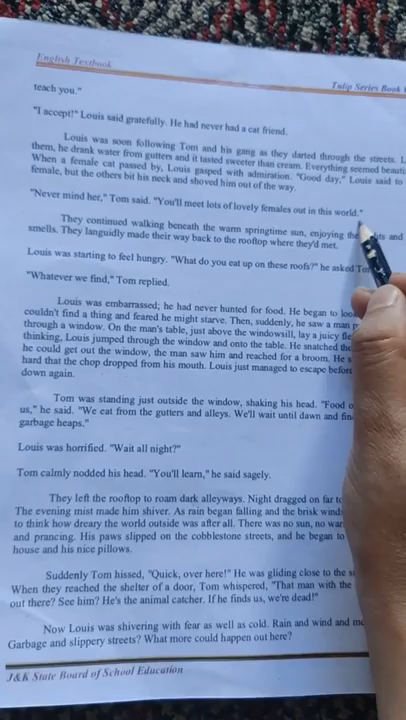 English Textbook
Tulip Series Book
teach you."
"I accept!" Louis said gratefully. He had never had a cat friend.
Louis was soon following Tom and his gang as they darted through the streets.
them, he drank water from gutters and it tasted sweeter than cream. Everything seemed
When a female cat passed by, Louis gasped with admiration. "Good day," Louis said to
female, but the others bit his neck and shoved him out of the way.
"Never mind her," Tom said. "You'll meet lots of lovely females out in this world."
They continued walking beneath the warm springtime sun, enjoying the and
smells. They languidly made their way back to the rooftop where they'd met.
Louis was starting to feel hungry. "What do you eat up on these roofs?" he asked
"Whatever we find," Tom replied.
Louis was embarrassed; he had never hunted for food. He began to
couldn't find a thing and feared he might starve. Then, suddenly, he saw a man
through a window. On the man's table, just above the windowsill, lay a juicy
thinking, Louis jumped through the window and onto the table. He snatched
he could get out the window, the man saw him and reached for a broom. He
hard that the chop dropped from his mouth. Louis just managed to escape
down again.
Tom was standing just outside the window, shaking his head. "Food
us," he said. "We eat from the gutters and alleys. We'll wait until dawn and
garbage heaps."
Louis was horrified. "Wait all night?"
Tom calmly nodded his head. "You'll learn," he said sagely.
They left the rooftop to roam dark alleyways. Night dragged on far
The evening mist made him shiver. As rain began falling and the brisk
to think how dreary the world outside was after all. There was no sun, no
and prancing. His paws slipped on the cobblestone streets, and he began to
house and his nice pillows.
Suddenly Tom hissed, "Quick, over here!" He was gliding close to the
When they reached the shelter of a door, Tom whispered, "That man with the
out there? See him? He's the animal catcher. If he finds us, we're dead!"
Now Louis was shivering with fear as well as cold. Rain and wind and
Garbage and slippery streets? What more could happen out here?
J&K State Board of School Education